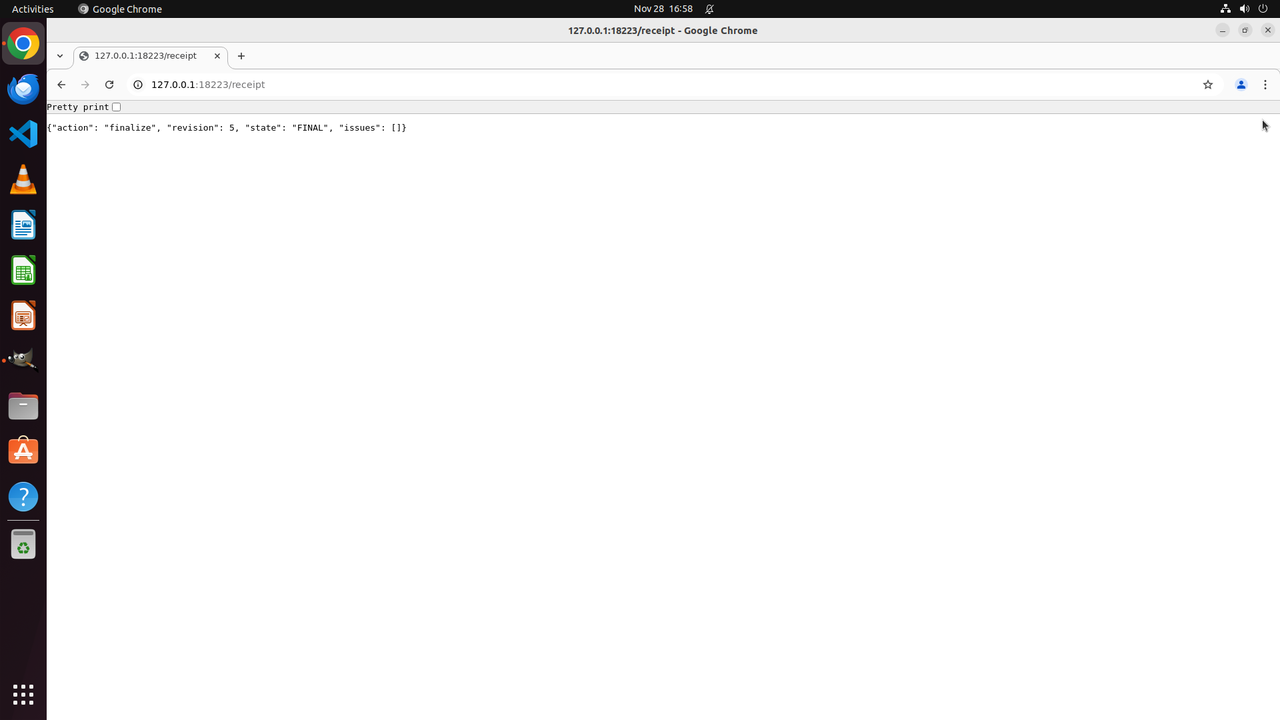 Activities
Google Chrome
Nov 28 16:58
127.0.0.1:18223/receipt - Google Chrome
127.0.0.1:18223/receipt
127.0.0.1:18223/receipt
Pretty print
{"action": "finalize", "revision": 5, "state": "FINAL", "issues": []}